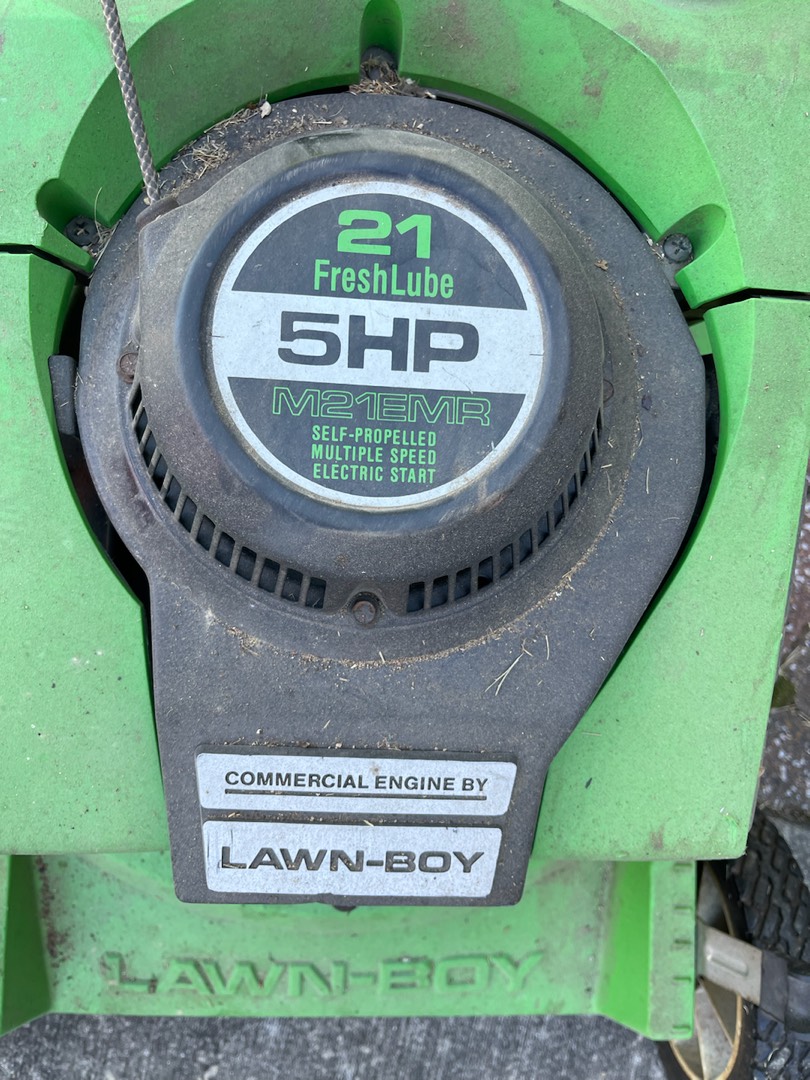 21
FreshLube
5HP
M21EMR
SELF-PROPELLED
MULTIPLE SPEED
ELECTRIC START
COMMERCIAL ENGINE BY
LAWN-BOY
LAWN-BOY